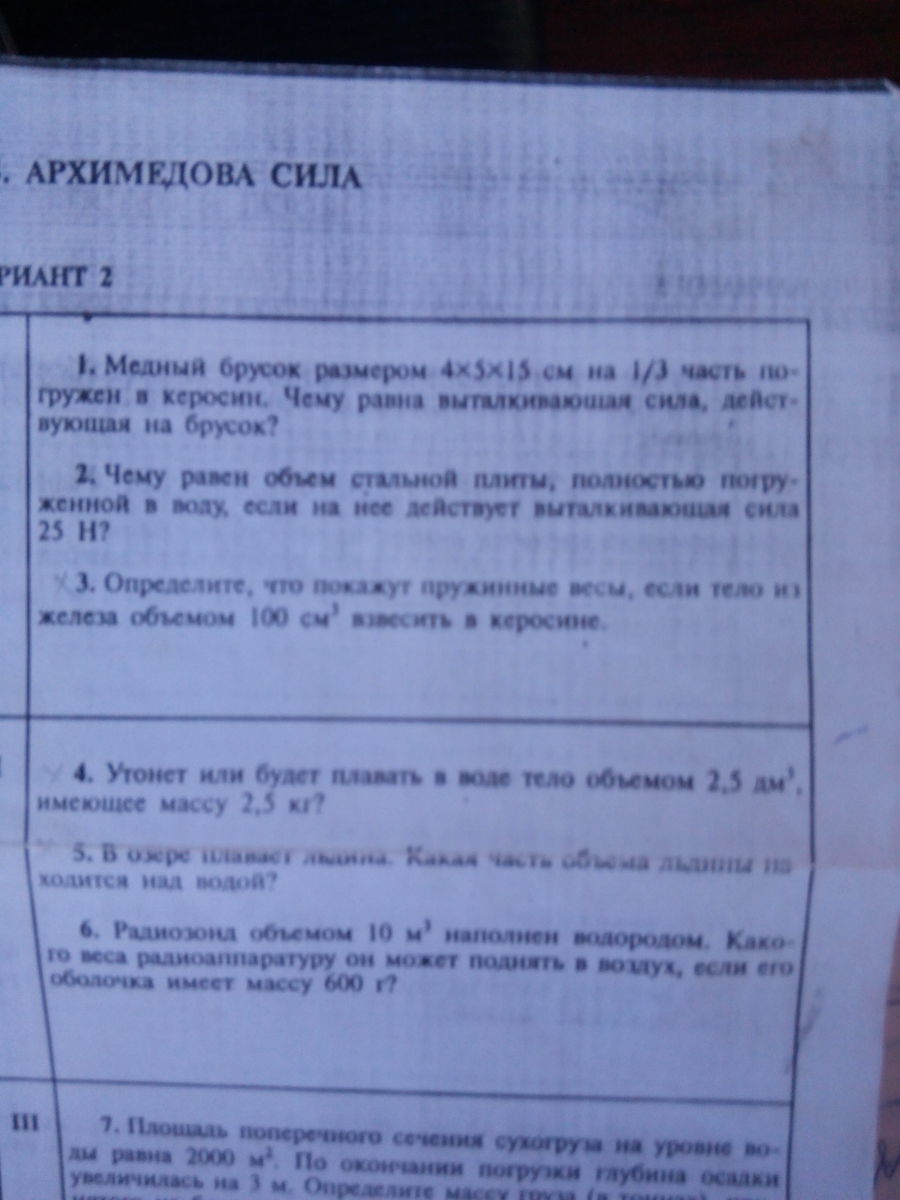 . АРХИМЕДОВА СИЛА
РИАНТ 2
1. Медный брусок размером 4×5×15 см на 1/3 часть по-
гружен в керосин. Чему равна выталкивающая сила, дейст-
вующая на брусок?
2. Чему равен объем стальной плиты, полностью погру-
женной в воду, если на нее действует выталкивающая сила
25 Н?
3. Определите, что покажут пружинные весы, если тело из
железа объемом 100 см³ взвесить в керосине.
4. Утонет или будет плавать в воде тело объемом 2,5 дм³,
имеющее массу 2,5 кг?
5. В озере плавает льдина. Какая часть объема льдины на
ходится над водой?
6. Радиозонд объемом 10 м³ наполнен водородом. Како-
го веса радиоаппаратуру он может поднять в воздух, если его
оболочка имеет массу 600 г?
III
7. Площадь поперечного сечения сухогруза на уровне во-
ды равна 2000 м². По окончании погрузки глубина осадки
увеличилась на 3 м. Определите массу груза (в